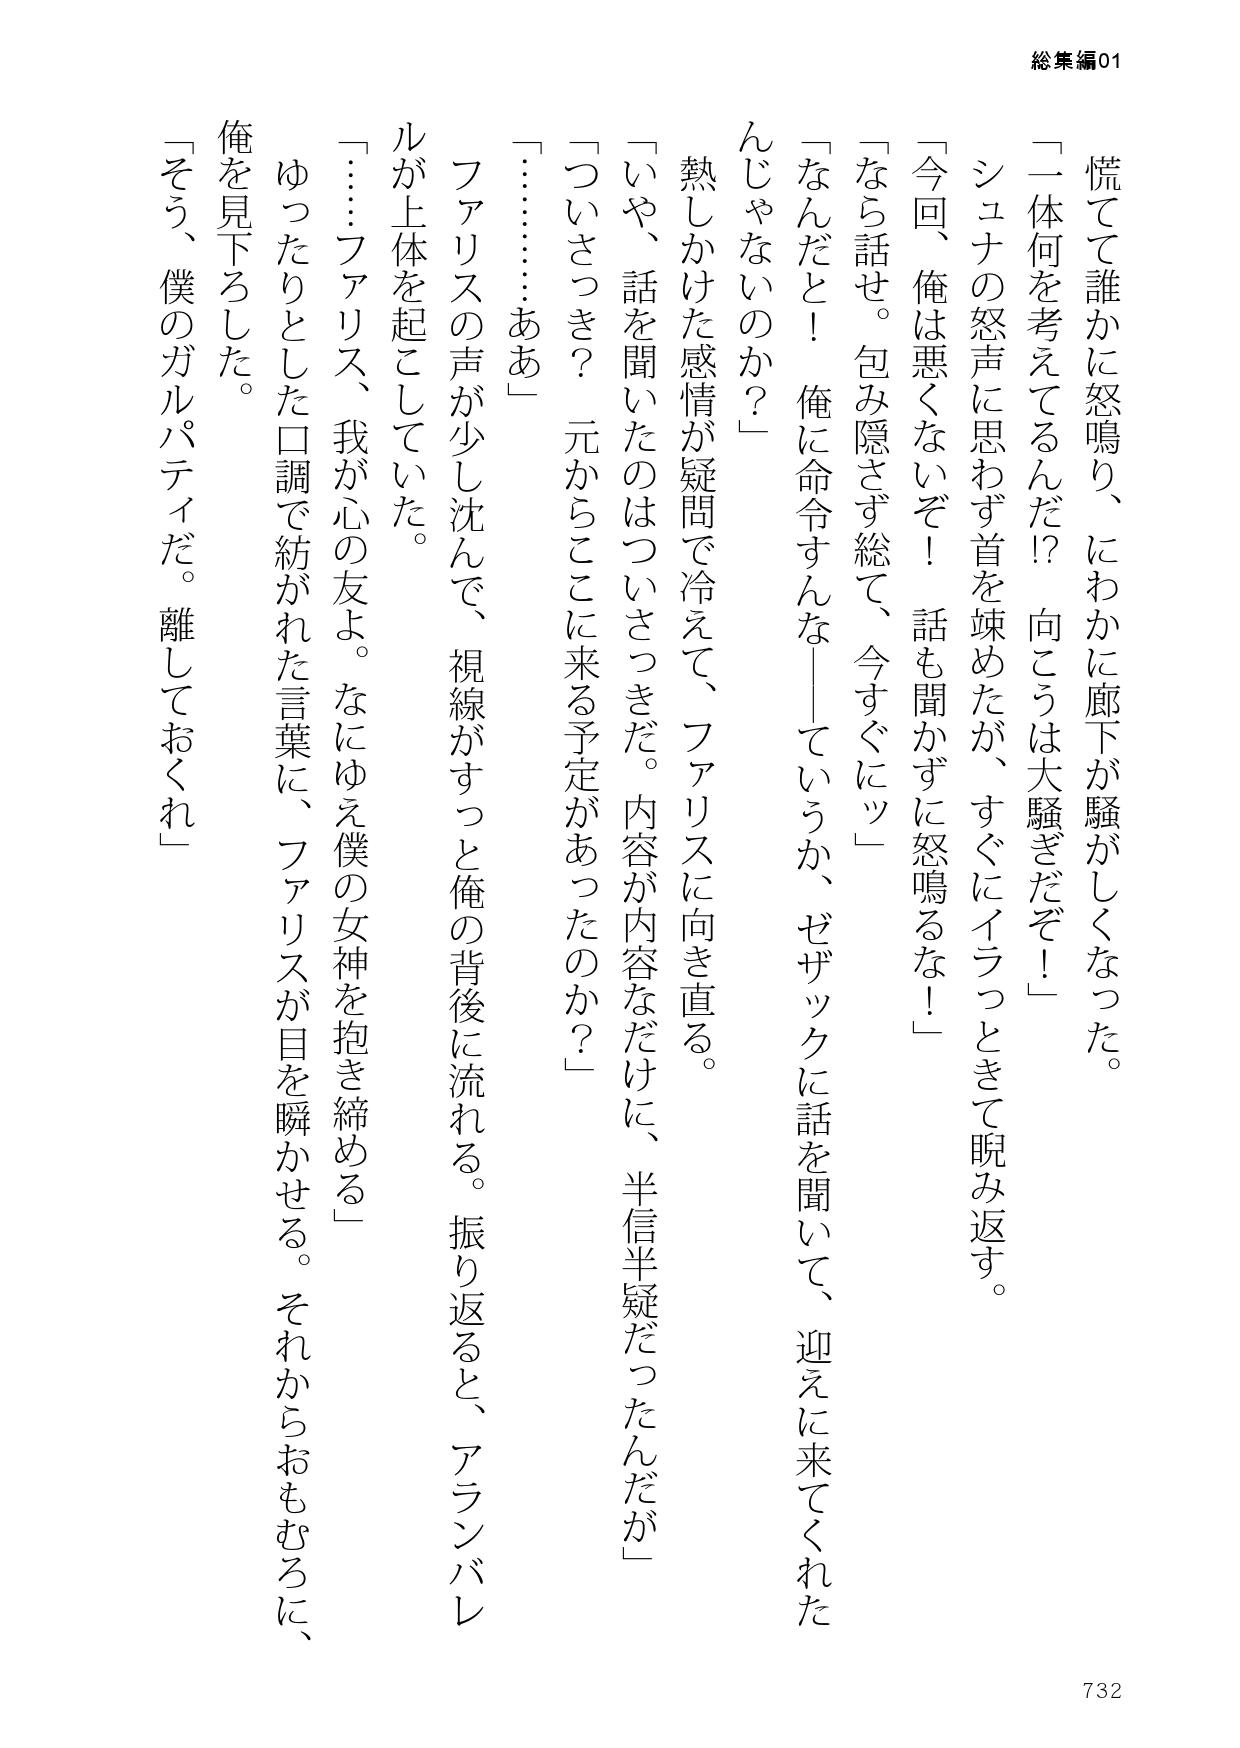 総集編01
　慌てて誰かに怒鳴り、にわかに廊下が騒がしくなった。
「一体何を考えてるんだ!?　向こうは大騒ぎだぞ！」
　シュナの怒声に思わず首を竦めたが、すぐにイラっときて睨み返す。
「今回、俺は悪くないぞ！　話も聞かずに怒鳴るな！」
「なら話せ。包み隠さず総て、今すぐにッ」
「なんだと！　俺に命令すんな――ていうか、ゼザックに話を聞いて、迎えに来てくれた
んじゃないのか？」
　熱しかけた感情が疑問で冷えて、ファリスに向き直る。
「いや、話を聞いたのはついさっきだ。内容が内容なだけに、半信半疑だったんだが」
「ついさっき？　元からここに来る予定があったのか？」
「…………ああ」
　ファリスの声が少し沈んで、視線がすっと俺の背後に流れる。振り返ると、アランバレ
ルが上体を起こしていた。
「……ファリス、我が心の友よ。なにゆえ僕の女神を抱き締める」
　ゆったりとした口調で紡がれた言葉に、ファリスが目を瞬かせる。それからおもむろに、
俺を見下ろした。
「そう、僕のガルパティだ。離しておくれ」
732